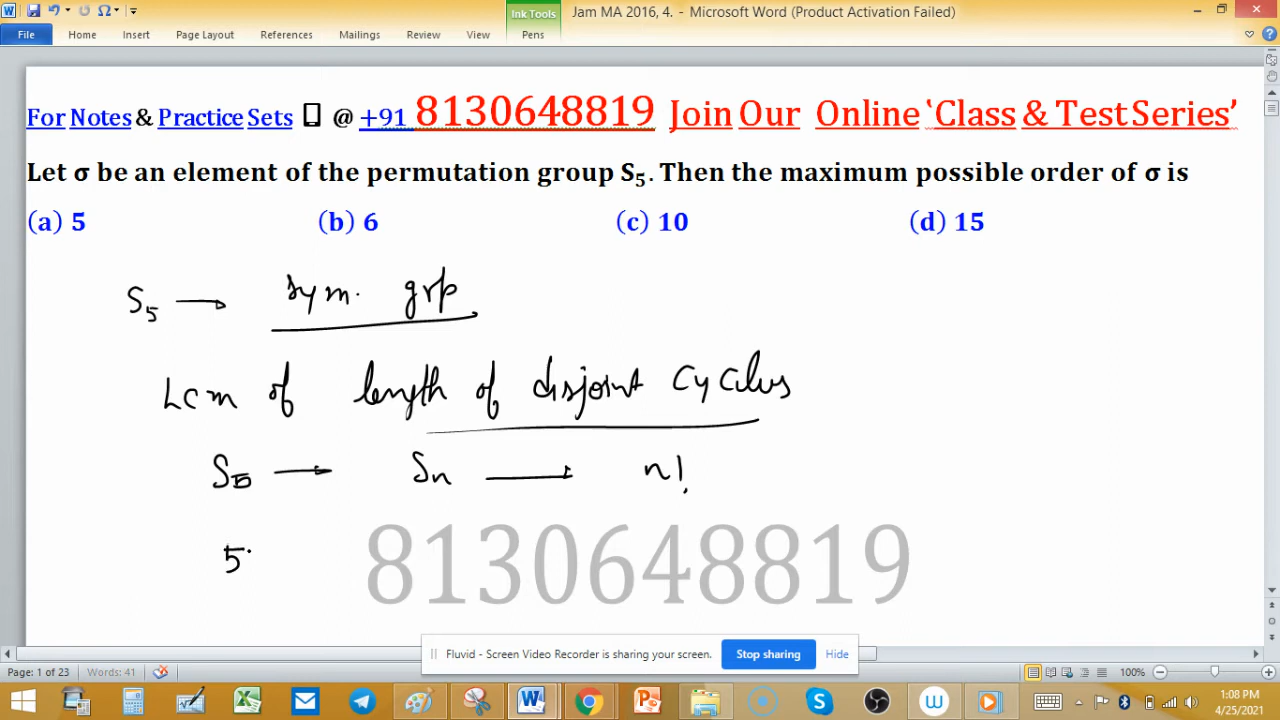 Ink Tools
Jam MA 2016, 4. - Microsoft Word (Product Activation Failed)
File Home Insert Page Layout References Mailings Review View Pens
For Notes & Practice Sets @ +91 8130648819 Join Our Online ‘Class & Test Series’
Let σ be an element of the permutation group S₅. Then the maximum possible order of σ is
(a) 5 (b) 6 (c) 10 (d) 15
S₅ → sym. grp
Lcm of length of disjoint
S₅ → Sn → n!
5
8130648819
Fluvid - Screen Video Recorder is sharing your screen. Stop sharing Hide
Page: 1 of 23 Words: 41 100%
1:08 PM
4/25/2021